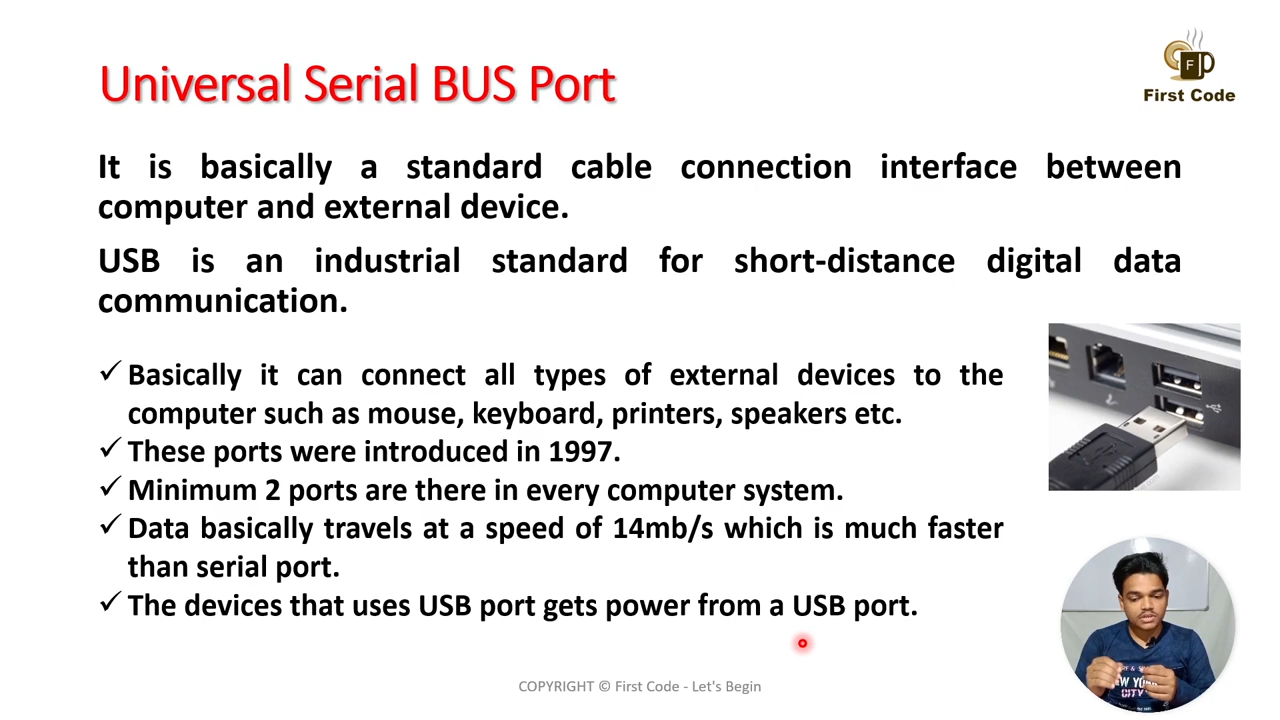 Universal Serial BUS Port
F
First Code
It is basically a standard cable connection interface between
computer and external device.
USB is an industrial standard for short-distance digital data
communication.
✓ Basically it can connect all types of external devices to the
computer such as mouse, keyboard, printers, speakers etc.
✓ These ports were introduced in 1997.
✓ Minimum 2 ports are there in every computer system.
✓ Data basically travels at a speed of 14mb/s which is much faster
than serial port.
✓ The devices that uses USB port gets power from a USB port.
NEW YORK
CITY
COPYRIGHT © First Code - Let's Begin